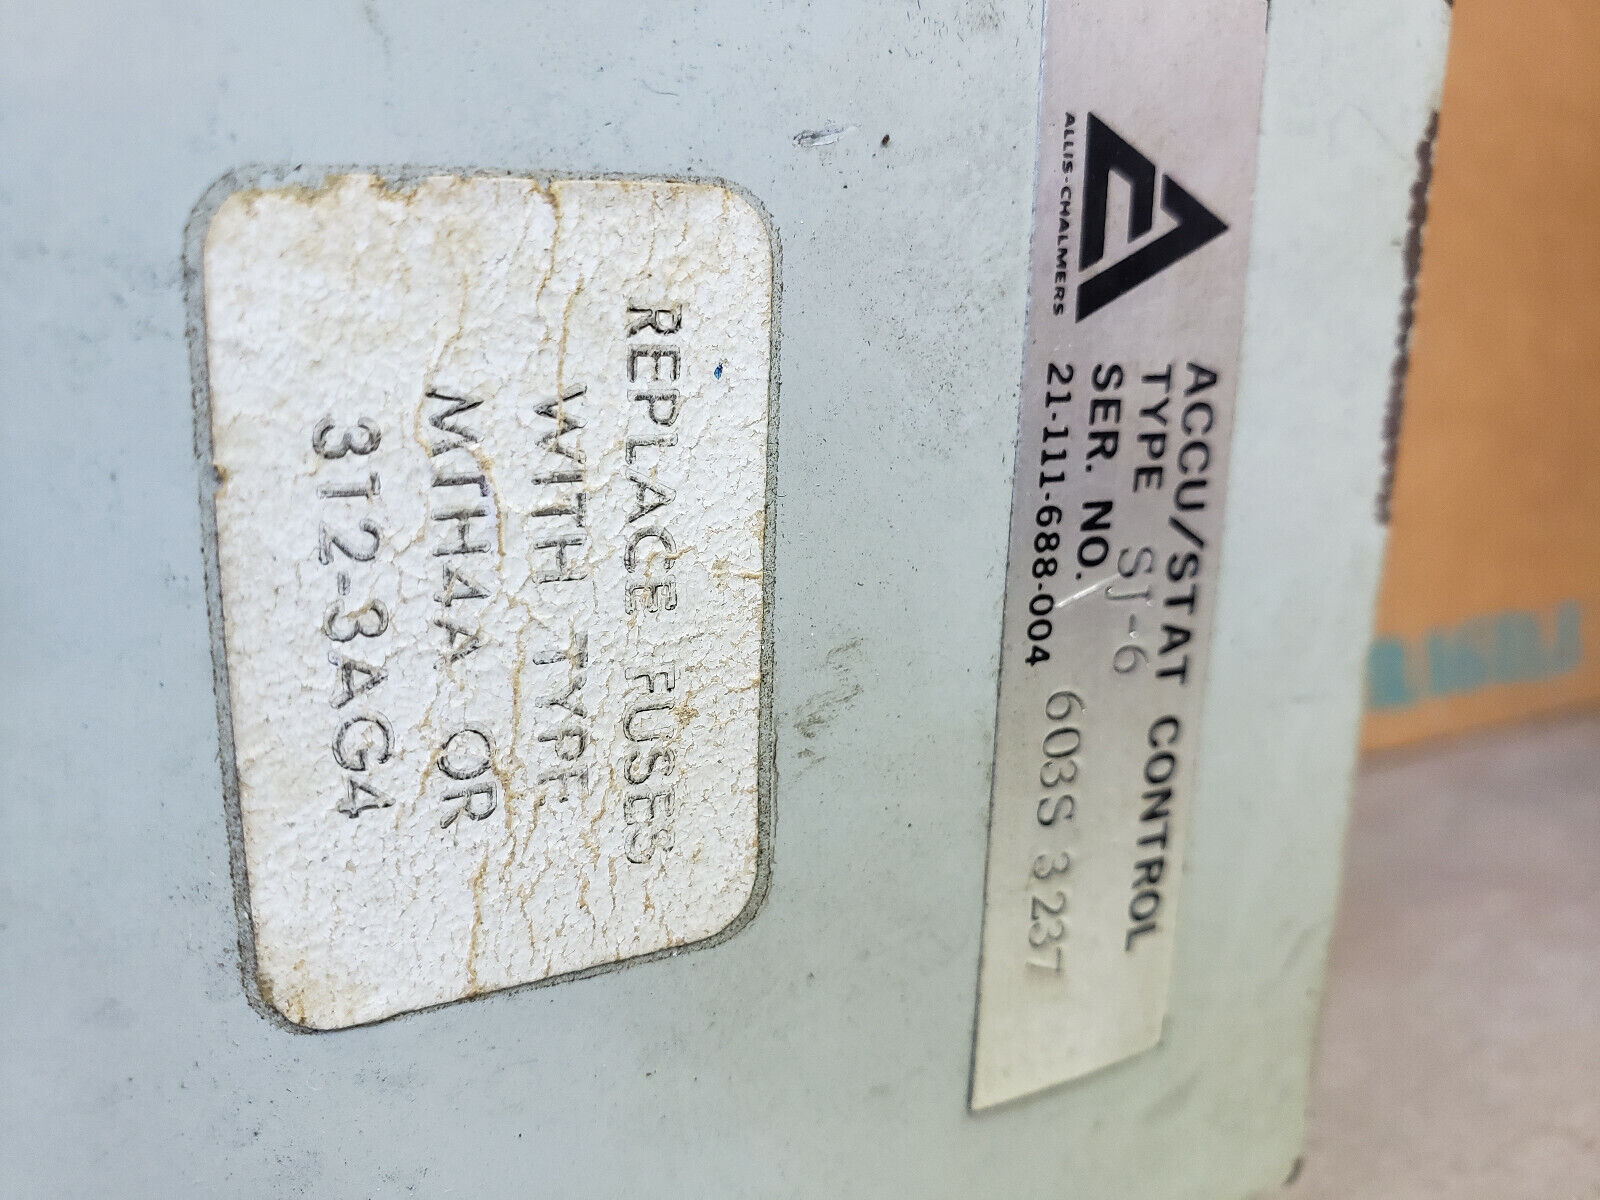 ALLIS-CHALMERS
ACCU/STAT CONTROL
TYPE SJ-6
SER. NO. 603S 3237
21-111-688-004
REPLACE FUSES
WITH TYPE
MTH4A OR
312-3AG4